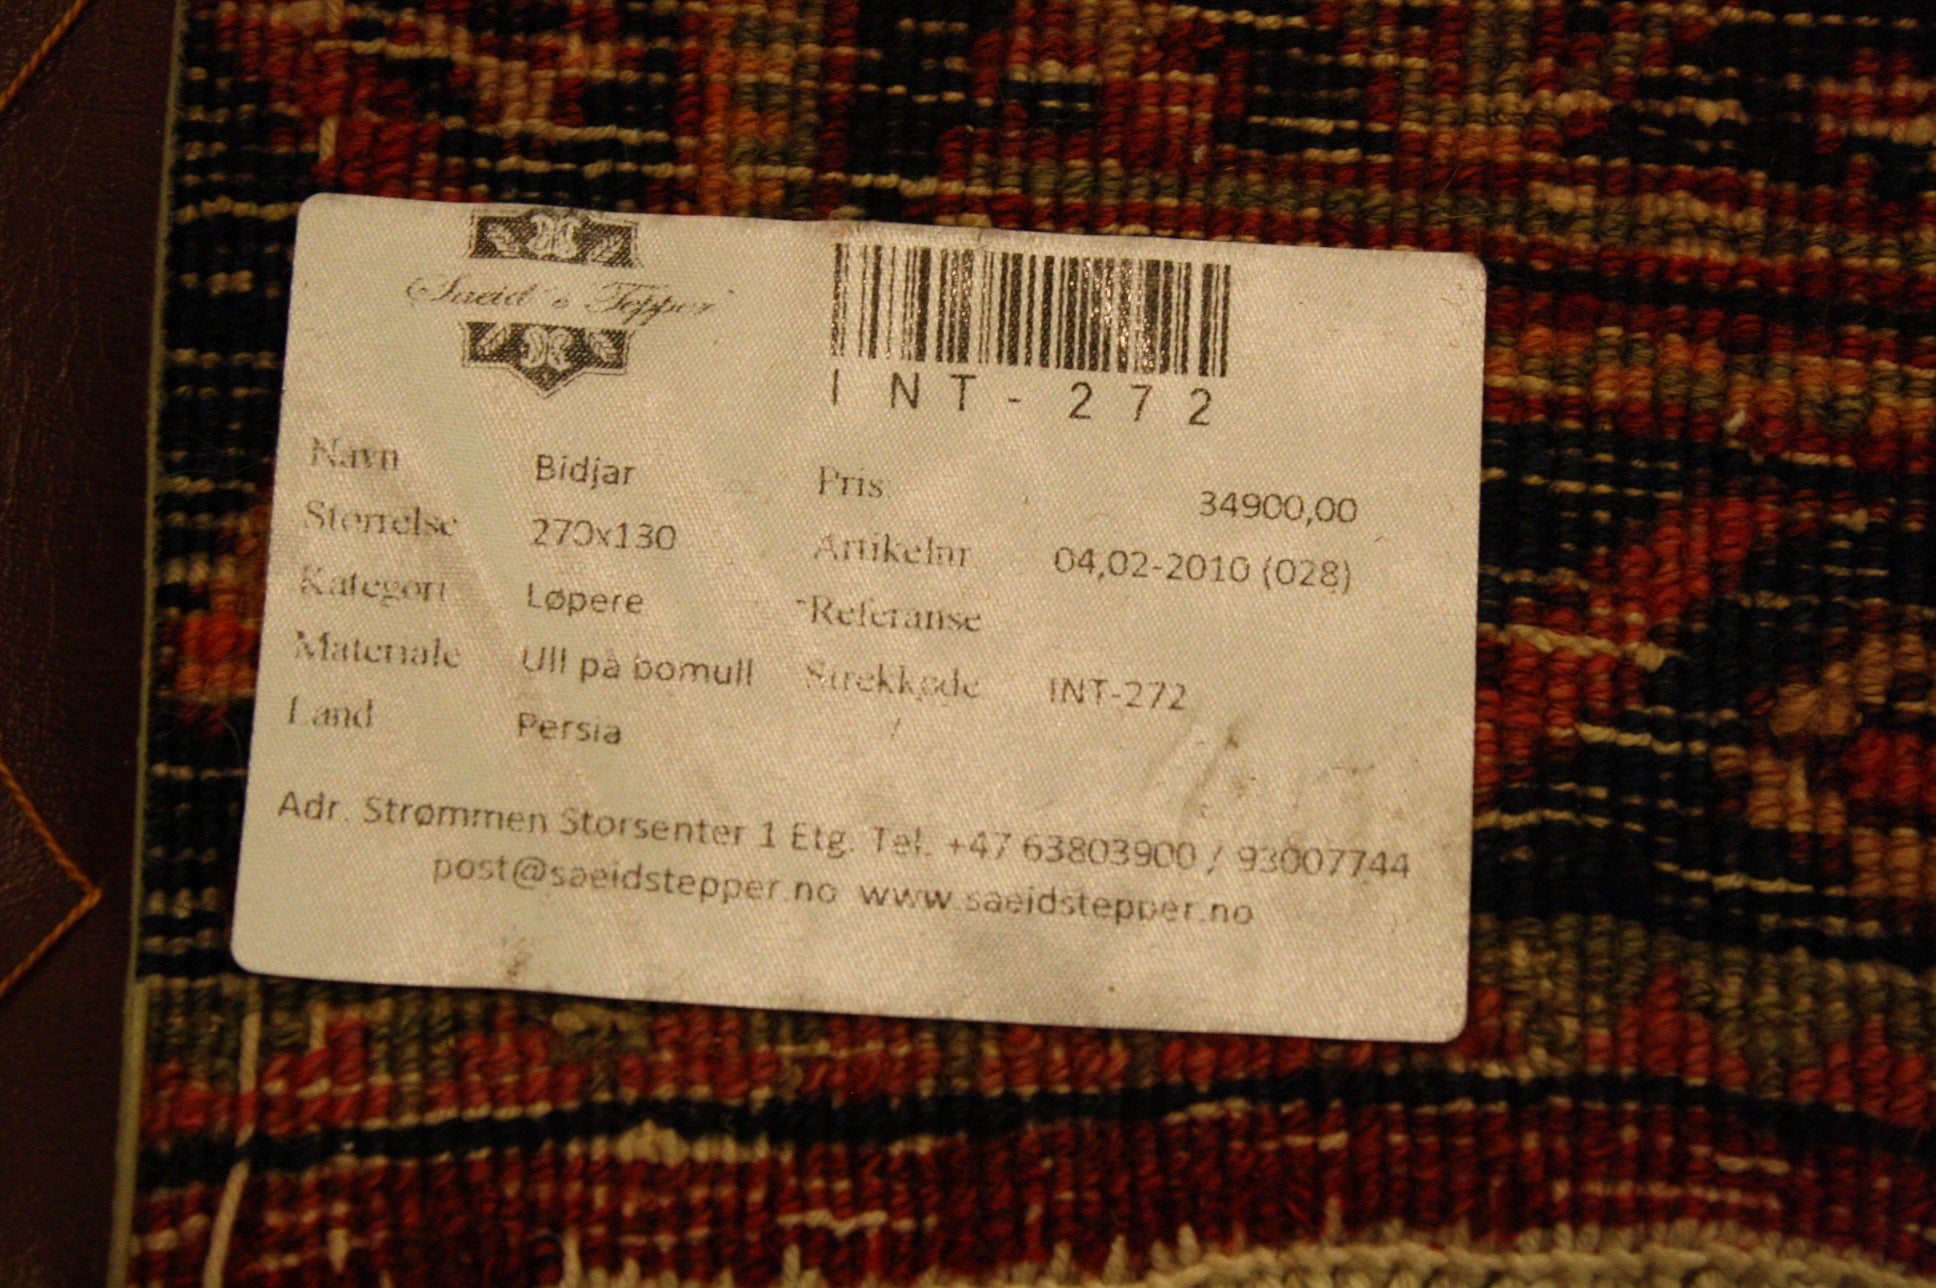 Saeid's Tepper
INT-272
Navn Bidjar Pris 34900,00
Størrelse 270x130 Artikelnr 04,02-2010 (028)
Kategori Løpere Referanse
Materiale Ull på bomull Strekkode INT-272
Land Persia
Adr. Strømmen Storsenter 1 Etg. Tel. +47 63803900 / 93007744
post@saeidstepper.no www.saeidstepper.no